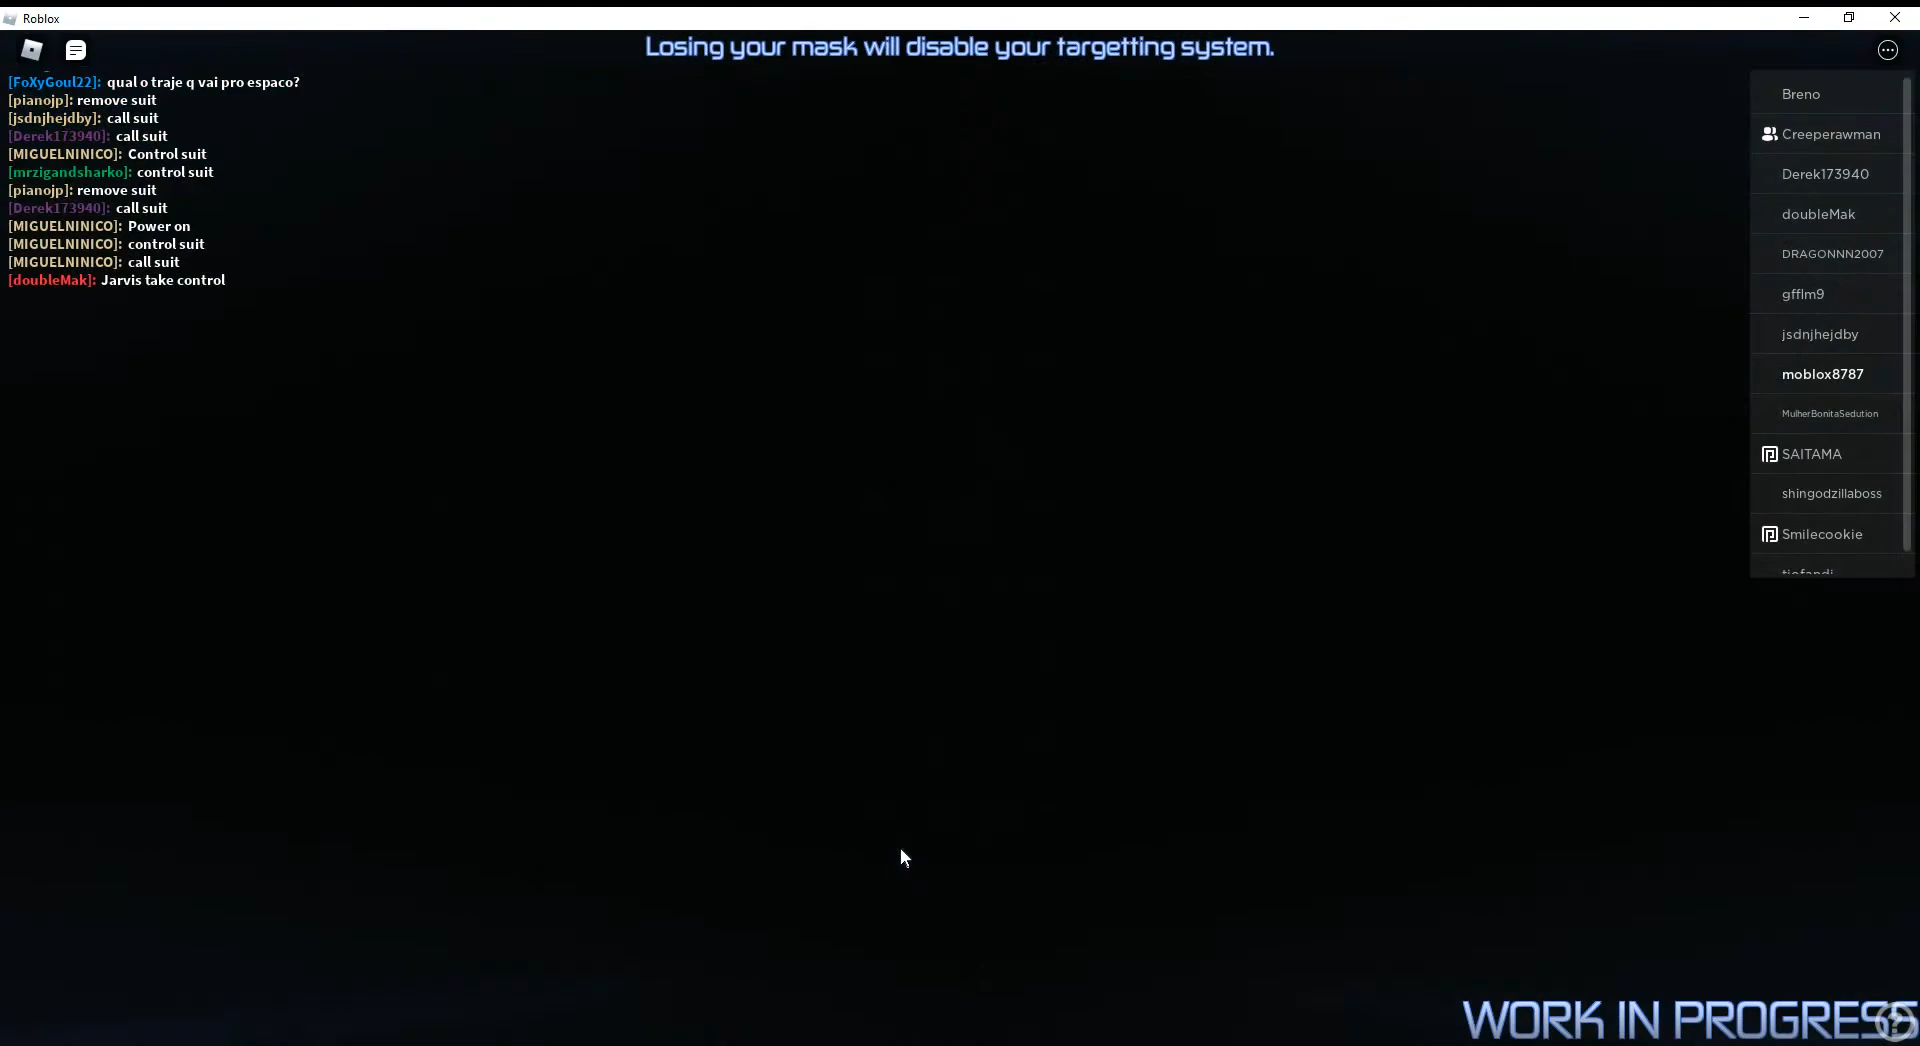 Roblox
Losing your mask will disable your targetting system.
[FoXyGoul22]: qual o traje q vai pro espaco?
[pianojp]: remove suit
[jsdnjhejdby]: call suit
[Derek173940]: call suit
[MIGUELNINICO]: Control suit
[mrzigandsharko]: control suit
[pianojp]: remove suit
[Derek173940]: call suit
[MIGUELNINICO]: Power on
[MIGUELNINICO]: control suit
[MIGUELNINICO]: call suit
[doubleMak]: Jarvis take control
Breno
Creeperawman
Derek173940
doubleMak
DRAGONNN2007
gfflm9
jsdnjhejdby
moblox8787
MulherBonitaSedution
SAITAMA
shingodzillaboss
Smilecookie
WORK IN PROGRESS